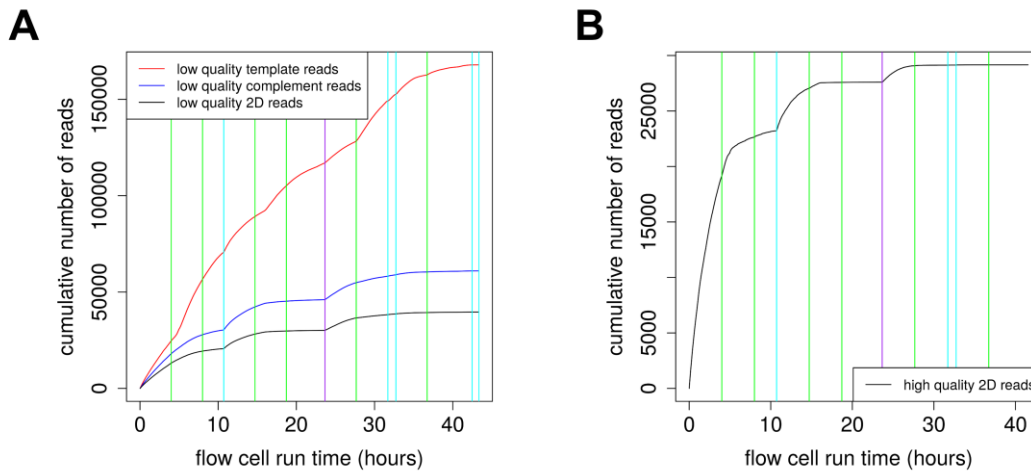 A
low quality template reads
low quality complement reads
low quality 2D reads
cumulative number of reads
0
50000
100000
150000
0
10
20
30
40
flow cell run time (hours)
B
cumulative number of reads
0
5000
15000
25000
high quality 2D reads
0
10
20
30
40
flow cell run time (hours)